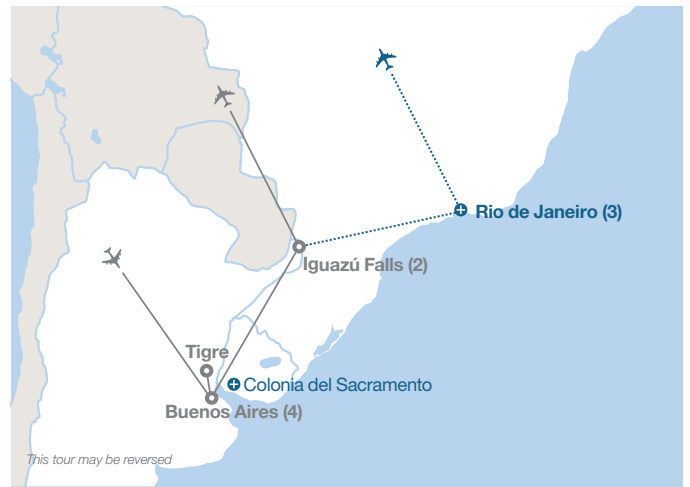 Rio de Janeiro (3)
Iguazú Falls (2)
Tigre
Colonia del Sacramento
Buenos Aires (4)
This tour may be reversed